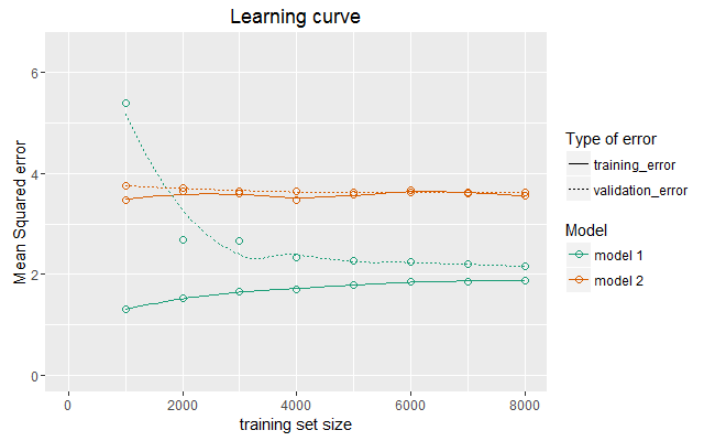 Learning curve
Mean Squared error
6
4
2
0
0 2000 4000 6000 8000
training set size
Type of error
training_error
validation_error
Model
model 1
model 2